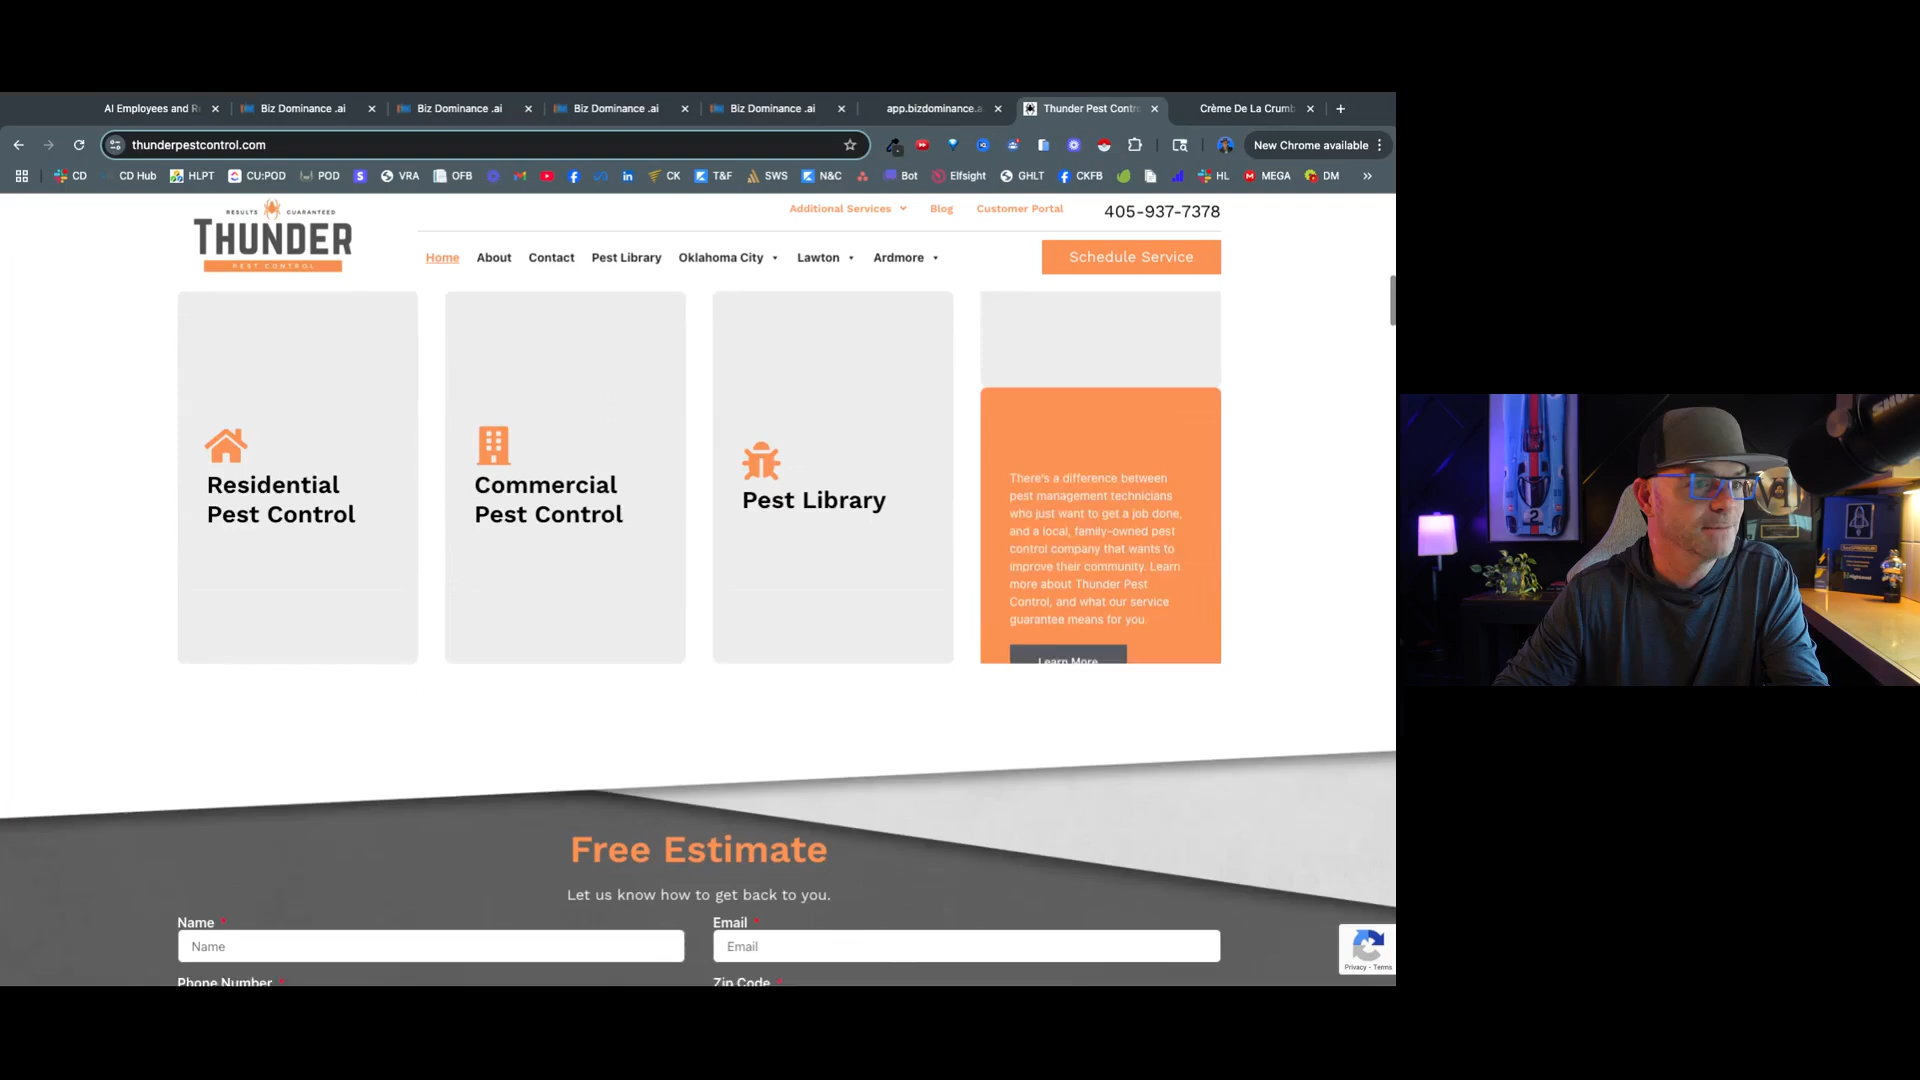 AI Employees and R
Biz Dominance .ai
Biz Dominance .ai
Biz Dominance .ai
Biz Dominance .ai
app.bizdominance.a
Thunder Pest Contr
Crème De La Crumb
thunderpestcontrol.com
New Chrome available
CD
CD Hub
HLPT
CU:POD
POD
VRA
OFB
CK
T&F
SWS
N&C
Bot
Elfsight
GHLT
CKFB
HL
MEGA
DM
RESULTS GUARANTEED
THUNDER
PEST CONTROL
Additional Services
Blog
Customer Portal
405-937-7378
Home
About
Contact
Pest Library
Oklahoma City
Lawton
Ardmore
Schedule Service
Residential
Pest Control
Commercial
Pest Control
Pest Library
There's a difference between
pest management technicians
who just want to get a job done,
and a local, family-owned pest
control company that wants to
improve their community. Learn
more about Thunder Pest
Control, and what our service
guarantee means for you.
Learn More
Free Estimate
Let us know how to get back to you.
Name *
Email *
Name
Email
Phone Number *
Zip Code *
Privacy - Terms
SHU
2